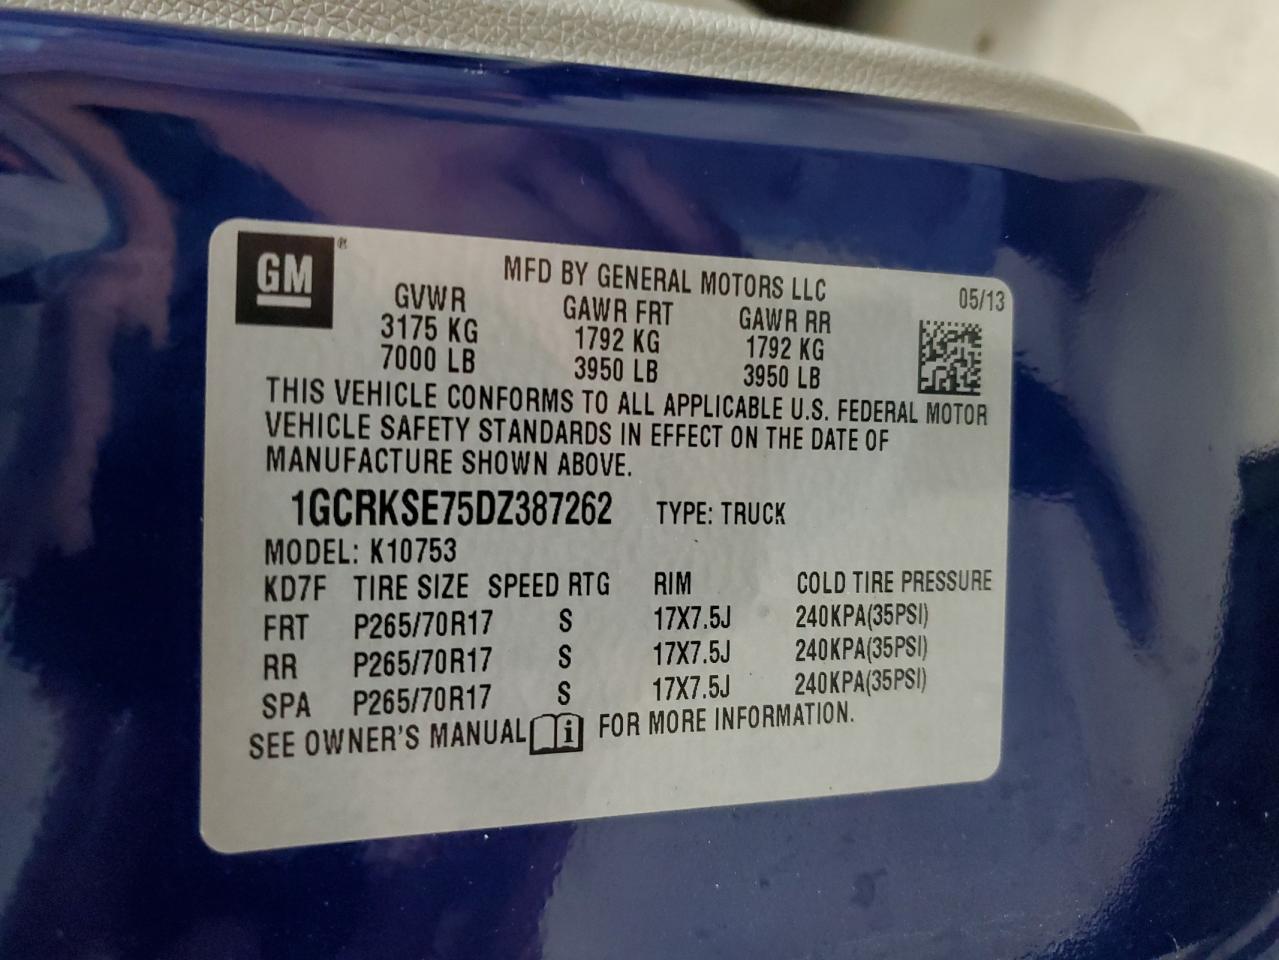 GM ®
MFD BY GENERAL MOTORS LLC
05/13
GVWR GAWR FRT GAWR RR
3175 KG 1792 KG 1792 KG
7000 LB 3950 LB 3950 LB
THIS VEHICLE CONFORMS TO ALL APPLICABLE U.S. FEDERAL MOTOR
VEHICLE SAFETY STANDARDS IN EFFECT ON THE DATE OF
MANUFACTURE SHOWN ABOVE.
1GCRKSE75DZ387262 TYPE: TRUCK
MODEL: K10753
KD7F TIRE SIZE SPEED RTG RIM COLD TIRE PRESSURE
FRT P265/70R17 S 17X7.5J 240KPA(35PSI)
RR P265/70R17 S 17X7.5J 240KPA(35PSI)
SPA P265/70R17 S 17X7.5J 240KPA(35PSI)
SEE OWNER'S MANUAL i FOR MORE INFORMATION.